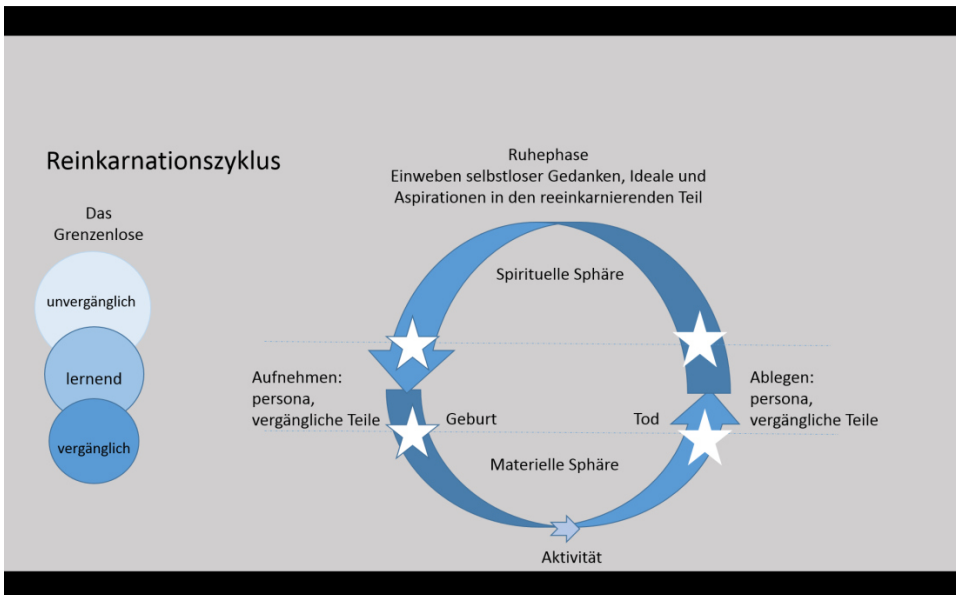 Reinkarnationszyklus
Das
Grenzenlose
unvergänglich
lernend
vergänglich
Ruhephase
Einweben selbstloser Gedanken, Ideale und
Aspirationen in den reeinkarnierenden Teil
Spirituelle Sphäre
Aufnehmen:
persona,
vergängliche Teile
Geburt
Tod
Ablegen:
persona,
vergängliche Teile
Materielle Sphäre
Aktivität